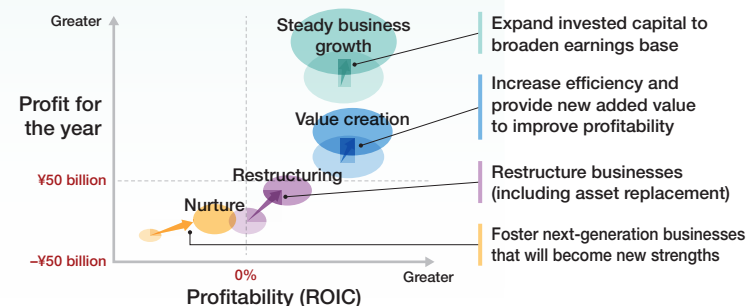 Greater
Profit for
the year
¥50 billion
–¥50 billion
0%
Greater
Profitability (ROIC)
Steady business
growth
Value creation
Restructuring
Nurture
Expand invested capital to
broaden earnings base
Increase efficiency and
provide new added value
to improve profitability
Restructure businesses
(including asset replacement)
Foster next-generation businesses
that will become new strengths